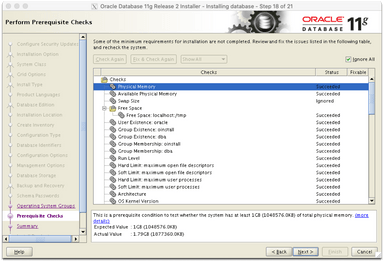 Oracle Database 11g Release 2 Installer - Installing database - Step 18 of 21
Perform Prerequisite Checks
ORACLE
DATABASE
11g
Configure Security Updates
Installation Option
System Class
Grid Options
Install Type
Product Languages
Database Edition
Installation Location
Create Inventory
Configuration Type
Database Identifiers
Configuration Options
Management Options
Database Storage
Backup and Recovery
Schema Passwords
Operating System Groups
Prerequisite Checks
Summary
Some of the minimum requirements for installation are not completed. Review and fix the issues listed in the following table, and recheck the system.
Check Again
Fix & Check Again
Show All
Ignore All
Checks
Status
Fixable
Checks
Physical Memory Succeeded
Available Physical Memory Succeeded
Swap Size Ignored
Free Space
Free Space: localhost:/tmp Succeeded
User Existence: oracle Succeeded
Group Existence: oinstall Succeeded
Group Existence: dba Succeeded
Group Membership: oinstall Succeeded
Group Membership: dba Succeeded
Run Level Succeeded
Hard Limit: maximum open file descriptors Succeeded
Soft Limit: maximum open file descriptors Succeeded
Hard Limit: maximum user processes Succeeded
Soft Limit: maximum user processes Succeeded
Architecture Succeeded
OS Kernel Version Succeeded
This is a prerequisite condition to test whether the system has at least 1GB (1048576.0KB) of total physical memory. (more
details)
Expected Value : 1GB (1048576.0KB)
Actual Value : 1.79GB (1877360.0KB)
Help
< Back
Next >
Finish
Cancel